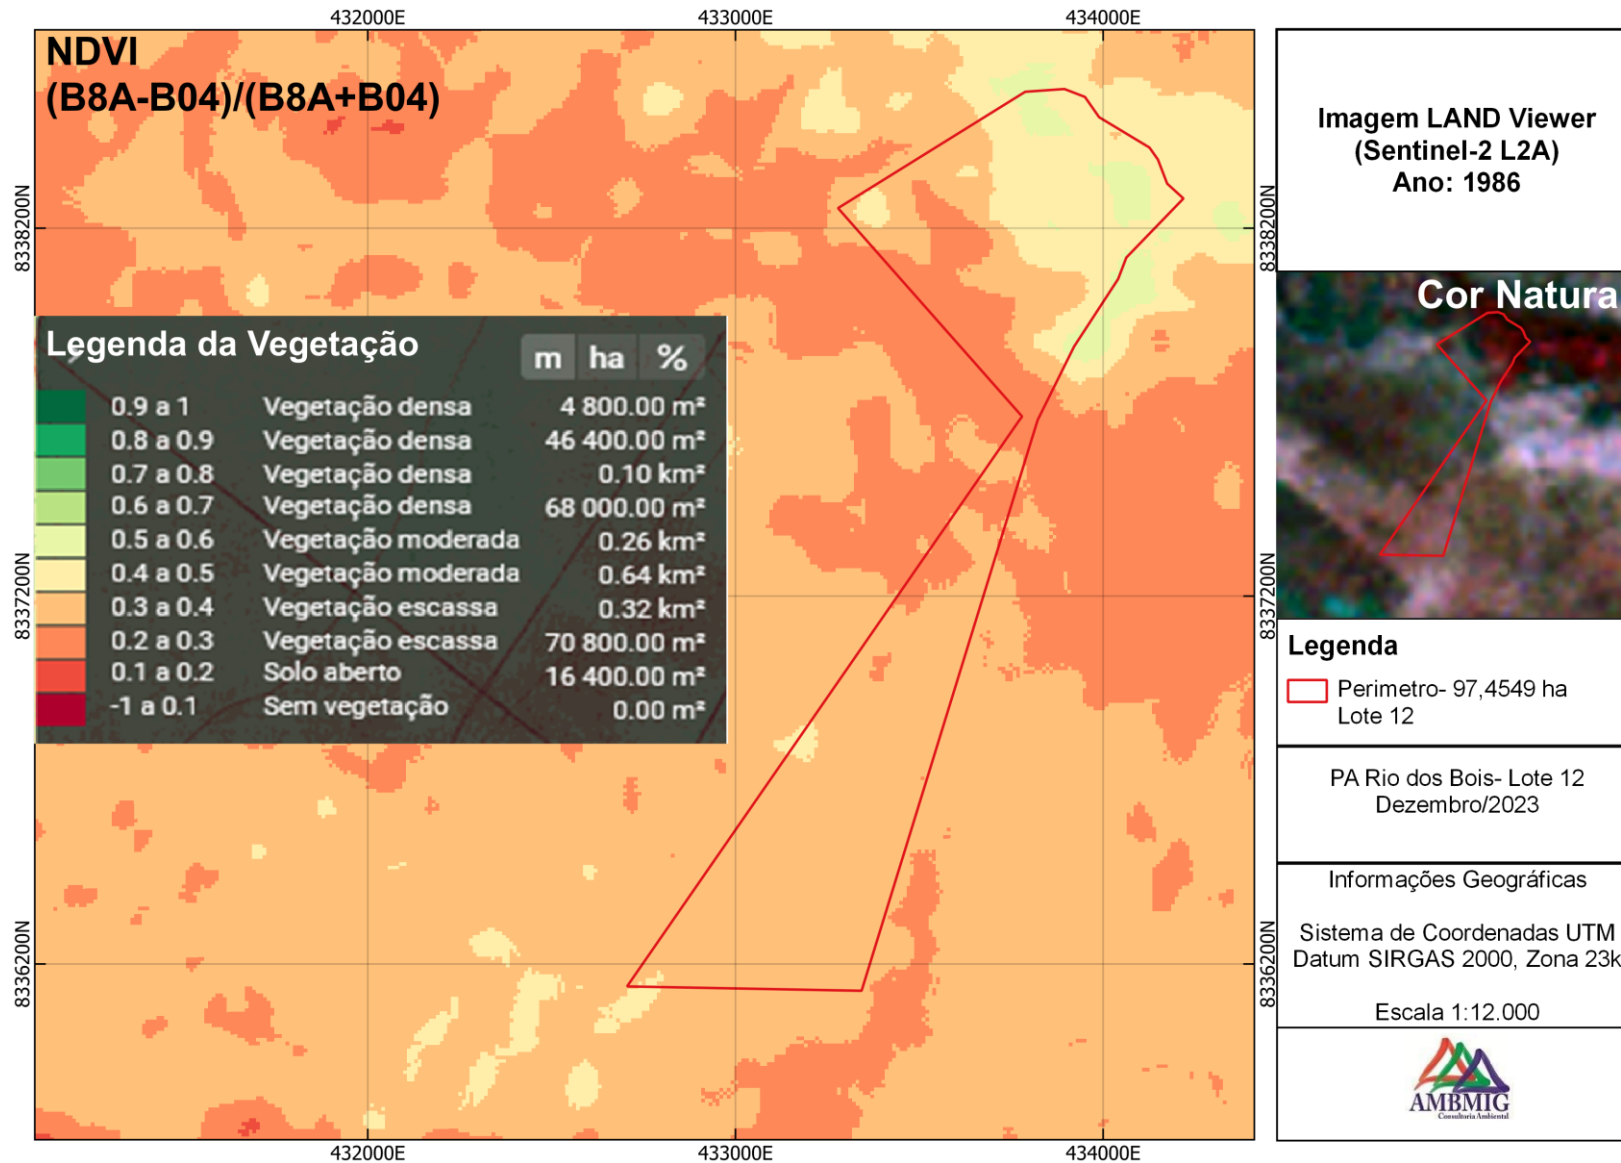 432000E 433000E 434000E
NDVI
(B8A-B04)/(B8A+B04)
8338200N
8337200N
8336200N
Legenda da Vegetação
m ha %
0.9 a 1 Vegetação densa 4 800.00 m²
0.8 a 0.9 Vegetação densa 46 400.00 m²
0.7 a 0.8 Vegetação densa 0.10 km²
0.6 a 0.7 Vegetação densa 68 000.00 m²
0.5 a 0.6 Vegetação moderada 0.26 km²
0.4 a 0.5 Vegetação moderada 0.64 km²
0.3 a 0.4 Vegetação escassa 0.32 km²
0.2 a 0.3 Vegetação escassa 70 800.00 m²
0.1 a 0.2 Solo aberto 16 400.00 m²
-1 a 0.1 Sem vegetação 0.00 m²
8338200N
8337200N
8336200N
432000E 433000E 434000E
Imagem LAND Viewer
(Sentinel-2 L2A)
Ano: 1986
Cor Natura
Legenda
Perimetro- 97,4549 ha
Lote 12
PA Rio dos Bois- Lote 12
Dezembro/2023
Informações Geográficas
Sistema de Coordenadas UTM
Datum SIRGAS 2000, Zona 23k
Escala 1:12.000
AMBMIG
Consultoria Ambiental